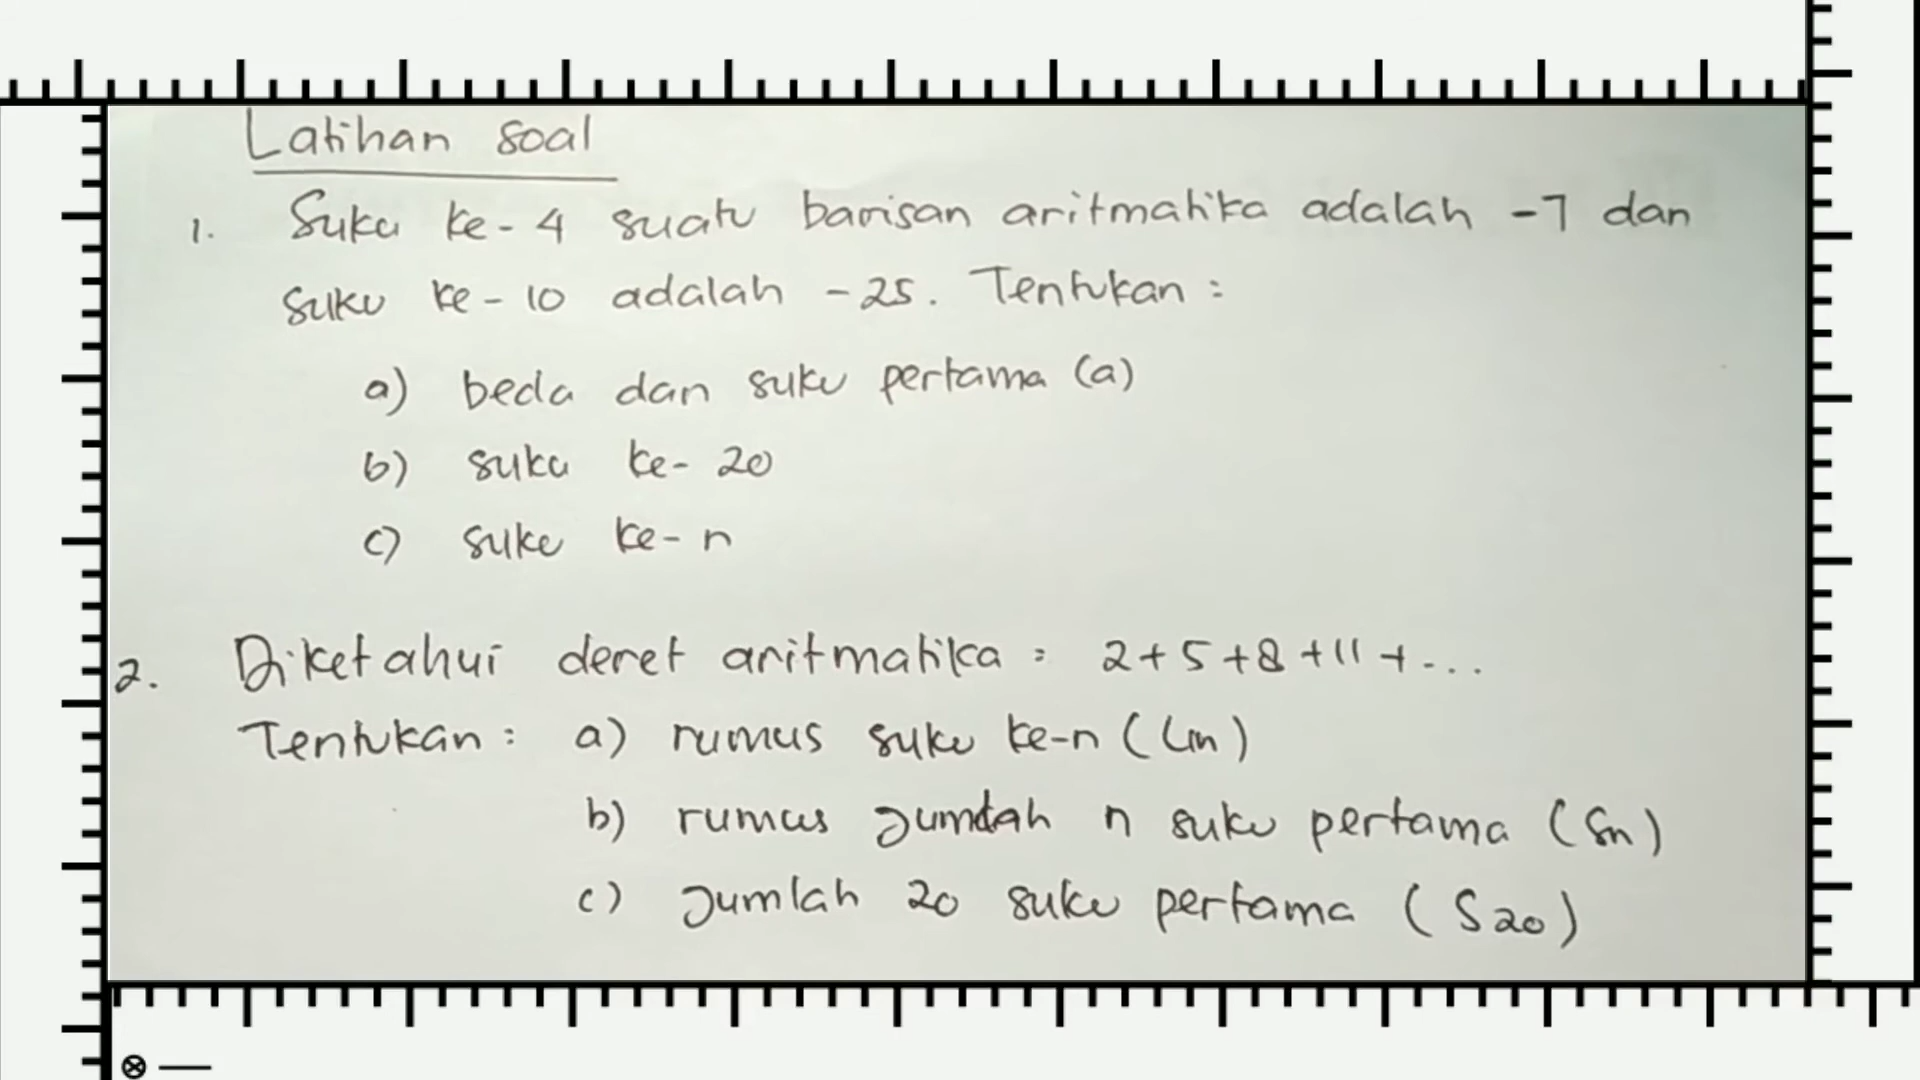 Latihan soal
1. Suku ke-4 suatu barisan aritmatika adalah -7 dan
suku ke-10 adalah -25. Tentukan :
a) beda dan suku pertama (a)
b) suku ke-20
c) suku ke-n
2. Diketahui deret aritmatika : 2+5+8+11+...
Tentukan : a) rumus suku ke-n (Un)
b) rumus jumlah n suku pertama (Sn)
c) Jumlah 20 suku pertama (S20)